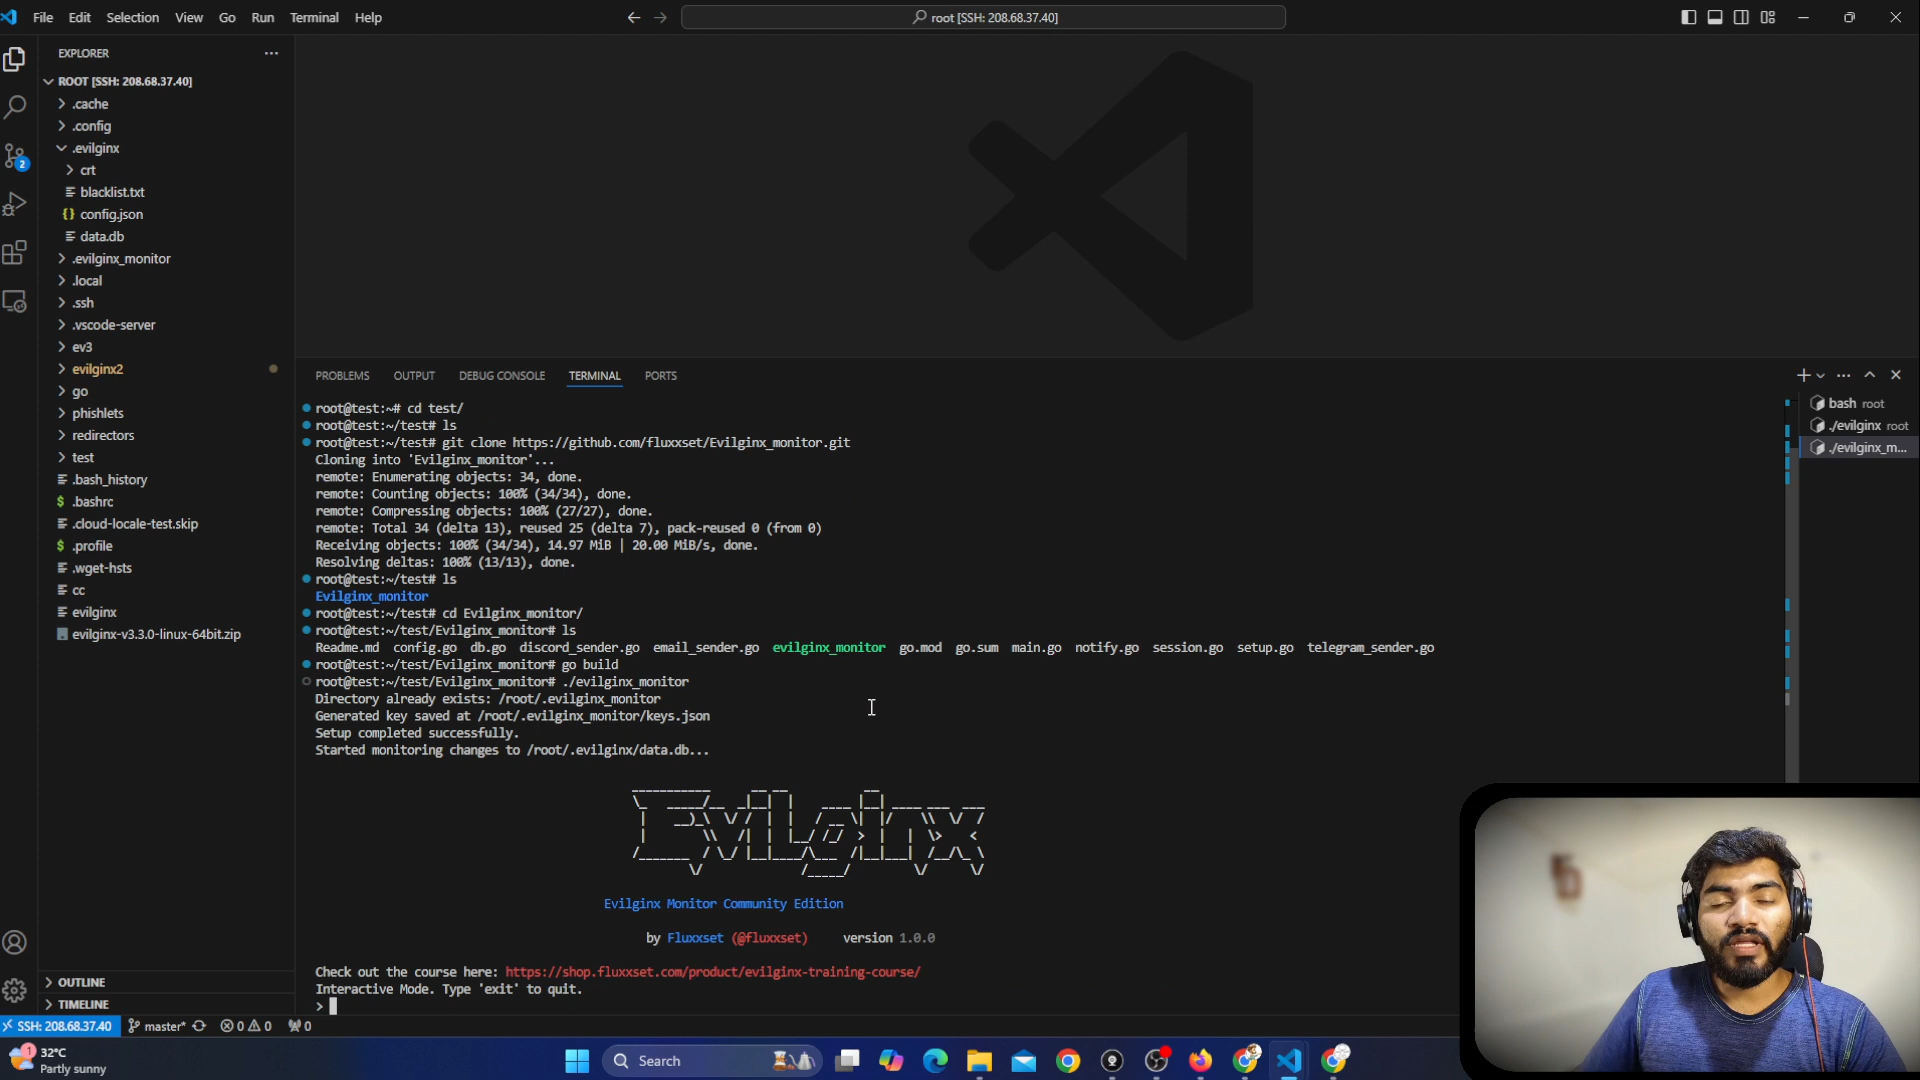 File Edit Selection View Go Run Terminal Help
root [SSH: 208.68.37.40]
EXPLORER
ROOT [SSH: 208.68.37.40]
.cache
.config
.evilginx
crt
blacklist.txt
{} config.json
data.db
.evilginx_monitor
.local
.ssh
.vscode-server
ev3
evilginx2
go
phishlets
redirectors
test
.bash_history
$ .bashrc
.cloud-locale-test.skip
$ .profile
.wget-hsts
cc
evilginx
evilginx-v3.3.0-linux-64bit.zip
OUTLINE
TIMELINE
2
PROBLEMS OUTPUT DEBUG CONSOLE TERMINAL PORTS
root@test:~# cd test/
root@test:~/test# ls
root@test:~/test# git clone https://github.com/fluxxset/Evilginx_monitor.git
Cloning into 'Evilginx_monitor'...
remote: Enumerating objects: 34, done.
remote: Counting objects: 100% (34/34), done.
remote: Compressing objects: 100% (27/27), done.
remote: Total 34 (delta 13), reused 25 (delta 7), pack-reused 0 (from 0)
Receiving objects: 100% (34/34), 14.97 MiB | 20.00 MiB/s, done.
Resolving deltas: 100% (13/13), done.
root@test:~/test# ls
Evilginx_monitor
root@test:~/test# cd Evilginx_monitor/
root@test:~/test/Evilginx_monitor# ls
Readme.md config.go db.go discord_sender.go email_sender.go evilginx_monitor go.mod go.sum main.go notify.go session.go setup.go telegram_sender.go
root@test:~/test/Evilginx_monitor# go build
root@test:~/test/Evilginx_monitor# ./evilginx_monitor
Directory already exists: /root/.evilginx_monitor
Generated key saved at /root/.evilginx_monitor/keys.json
Setup completed successfully.
Started monitoring changes to /root/.evilginx/data.db...
Evilginx
Evilginx Monitor Community Edition
by Fluxxset (@fluxxset) version 1.0.0
Check out the course here: https://shop.fluxxset.com/product/evilginx-training-course/
Interactive Mode. Type 'exit' to quit.
>
bash root
./evilginx root
./evilginx_m...
SSH: 208.68.37.40 master* 0 0 0
1
32°C
Partly sunny
Search